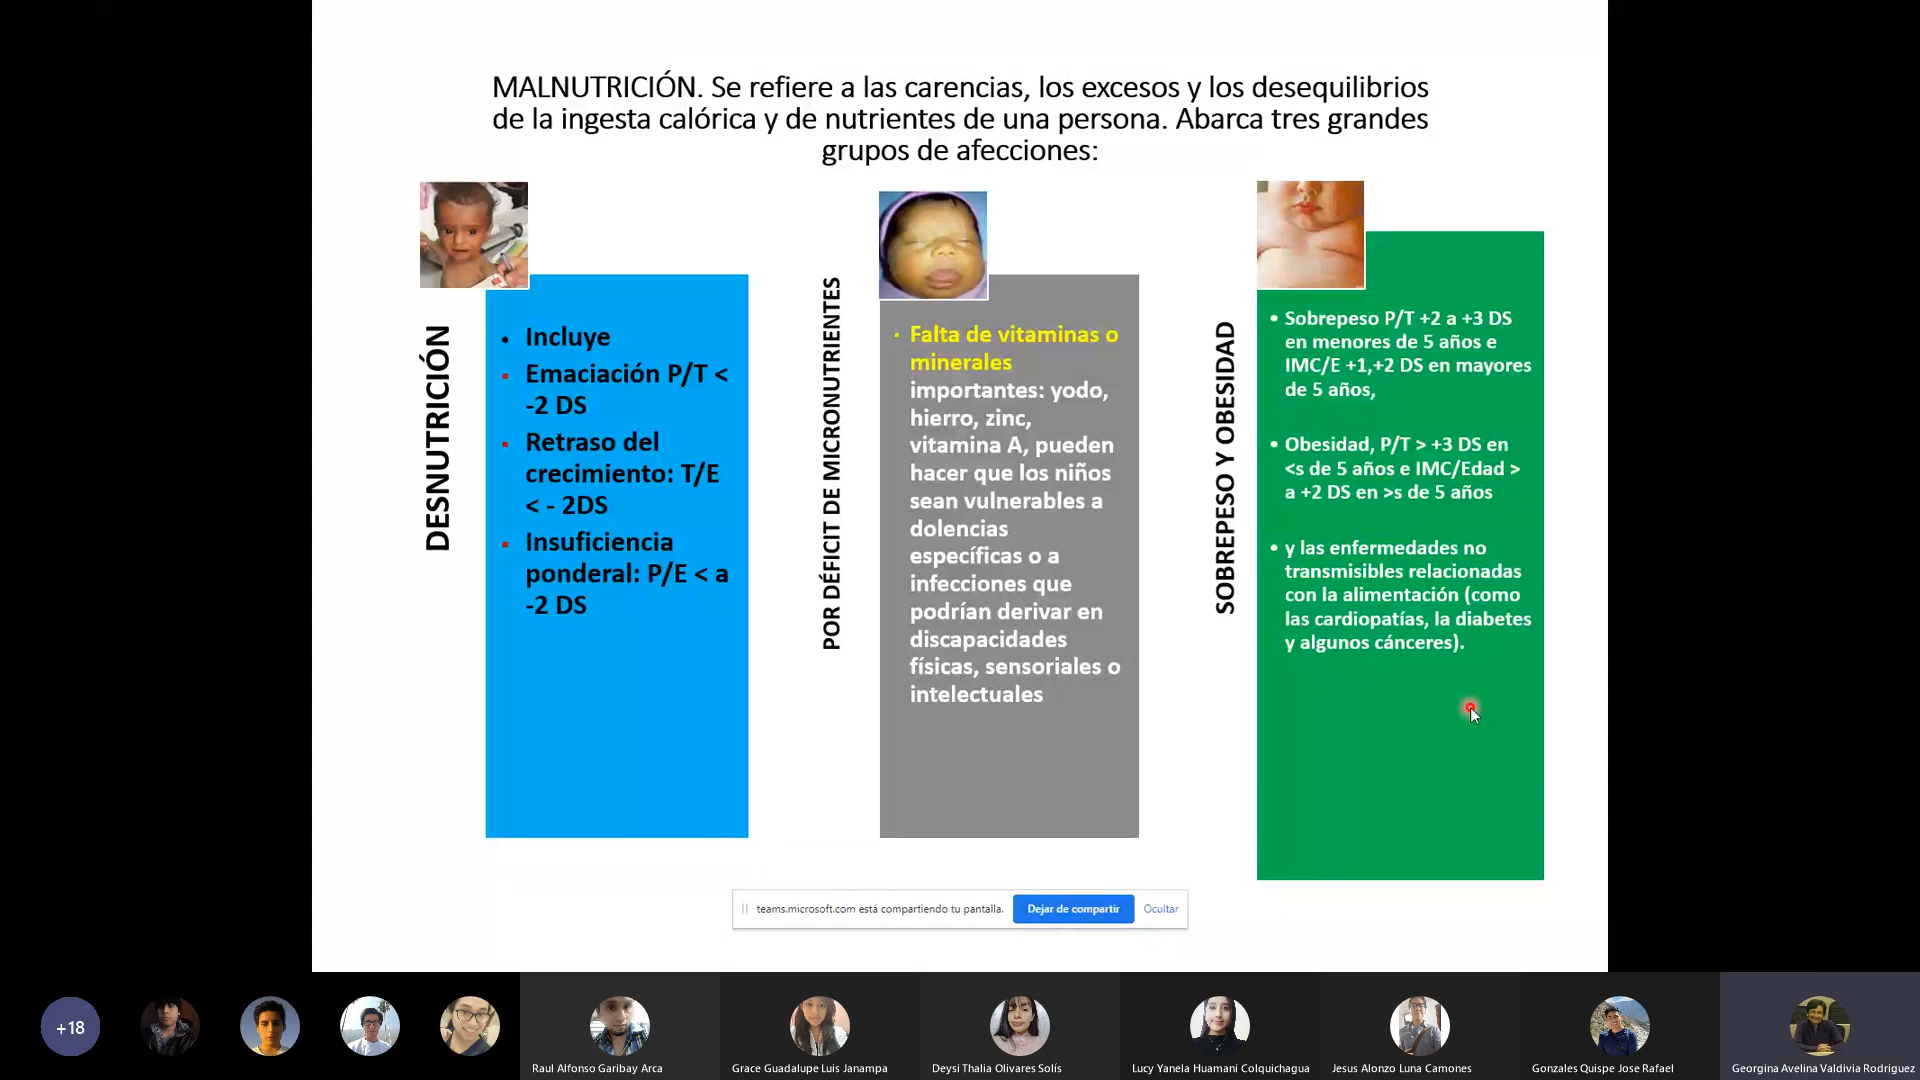 MALNUTRICIÓN. Se refiere a las carencias, los excesos y los desequilibrios
de la ingesta calórica y de nutrientes de una persona. Abarca tres grandes
grupos de afecciones:
DESNUTRICIÓN
• Incluye
▪ Emaciación P/T <
-2 DS
▪ Retraso del
crecimiento: T/E
< - 2DS
▪ Insuficiencia
ponderal: P/E < a
-2 DS
POR DÉFICIT DE MICRONUTRIENTES
• Falta de vitaminas o
minerales
importantes: yodo,
hierro, zinc,
vitamina A, pueden
hacer que los niños
sean vulnerables a
dolencias
específicas o a
infecciones que
podrían derivar en
discapacidades
físicas, sensoriales o
intelectuales
SOBREPESO Y OBESIDAD
• Sobrepeso P/T +2 a +3 DS
en menores de 5 años e
IMC/E +1,+2 DS en mayores
de 5 años,
• Obesidad, P/T > +3 DS en
<s de 5 años e IMC/Edad >
a +2 DS en >s de 5 años
• y las enfermedades no
transmisibles relacionadas
con la alimentación (como
las cardiopatías, la diabetes
y algunos cánceres).
teams.microsoft.com está compartiendo tu pantalla.
Dejar de compartir
Ocultar
+18
Raul Alfonso Garibay Arca
Grace Guadalupe Luis Janampa
Deysi Thalia Olivares Solís
Lucy Yanela Huamani Colquichagua
Jesus Alonzo Luna Camones
Gonzales Quispe Jose Rafael
Georgina Avelina Valdivia Rodriguez